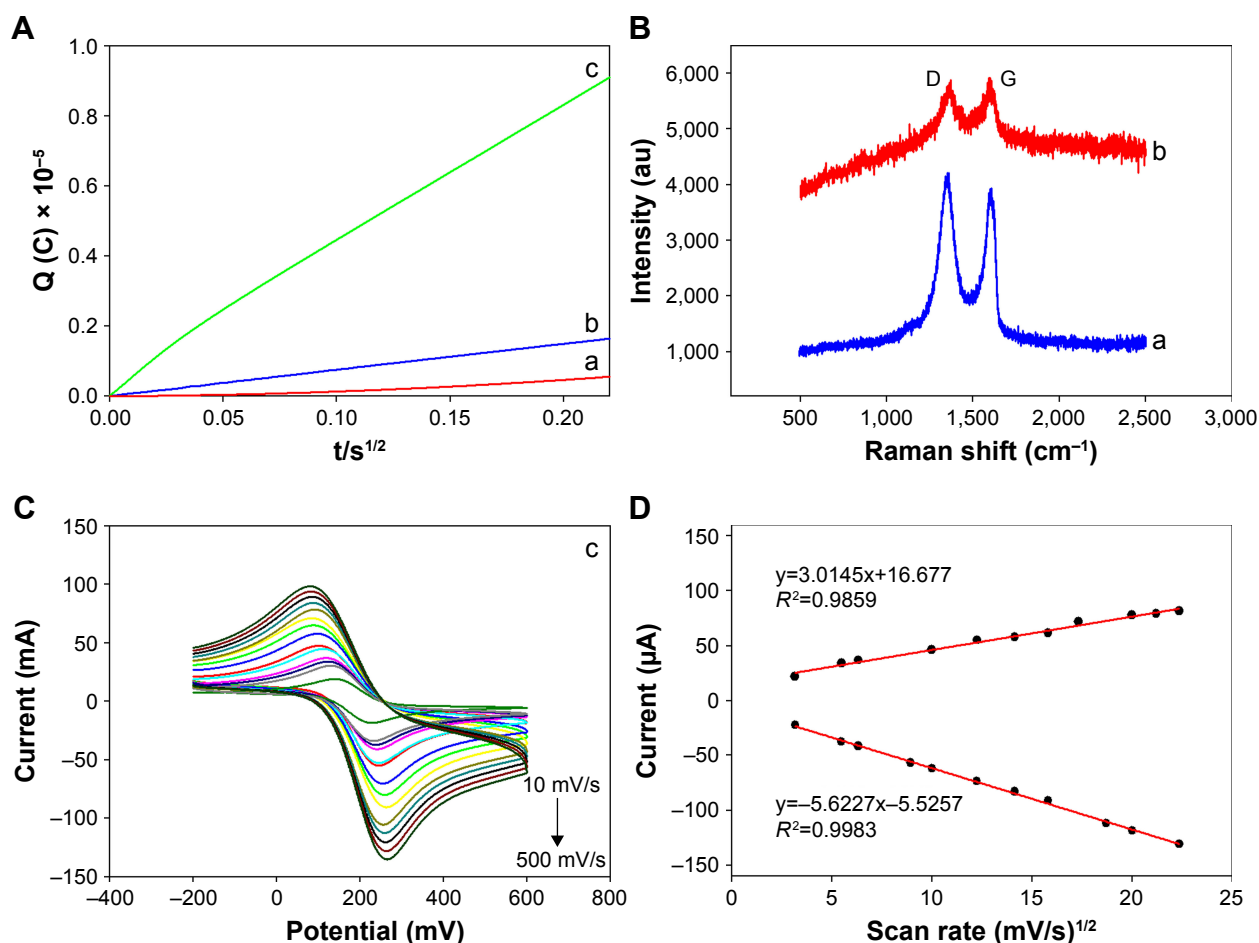 A
1.0
0.8
0.6
0.4
0.2
0.0
Q (C) × 10⁻⁵
c
b
a
0.00 0.05 0.10 0.15 0.20
t/s¹ᐟ²
B
6,000
5,000
4,000
3,000
2,000
1,000
Intensity (au)
D G
b
a
500 1,000 1,500 2,000 2,500 3,000
Raman shift (cm⁻¹)
C
150
100
50
0
–50
–100
–150
Current (mA)
c
10 mV/s
500 mV/s
–400 –200 0 200 400 600 800
Potential (mV)
D
150
100
50
0
–50
–100
–150
Current (µA)
y=3.0145x+16.677
R²=0.9859
y=–5.6227x–5.5257
R²=0.9983
0 5 10 15 20 25
Scan rate (mV/s)¹ᐟ²